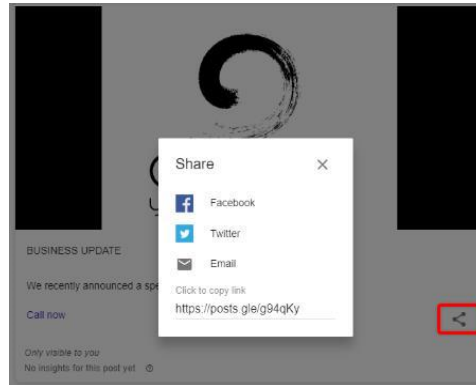 Share
Facebook
Twitter
Email
Click to copy link
https://posts.gle/g94qKy
BUSINESS UPDATE
We recently announced a spe
Call now
Only visible to you
No insights for this post yet